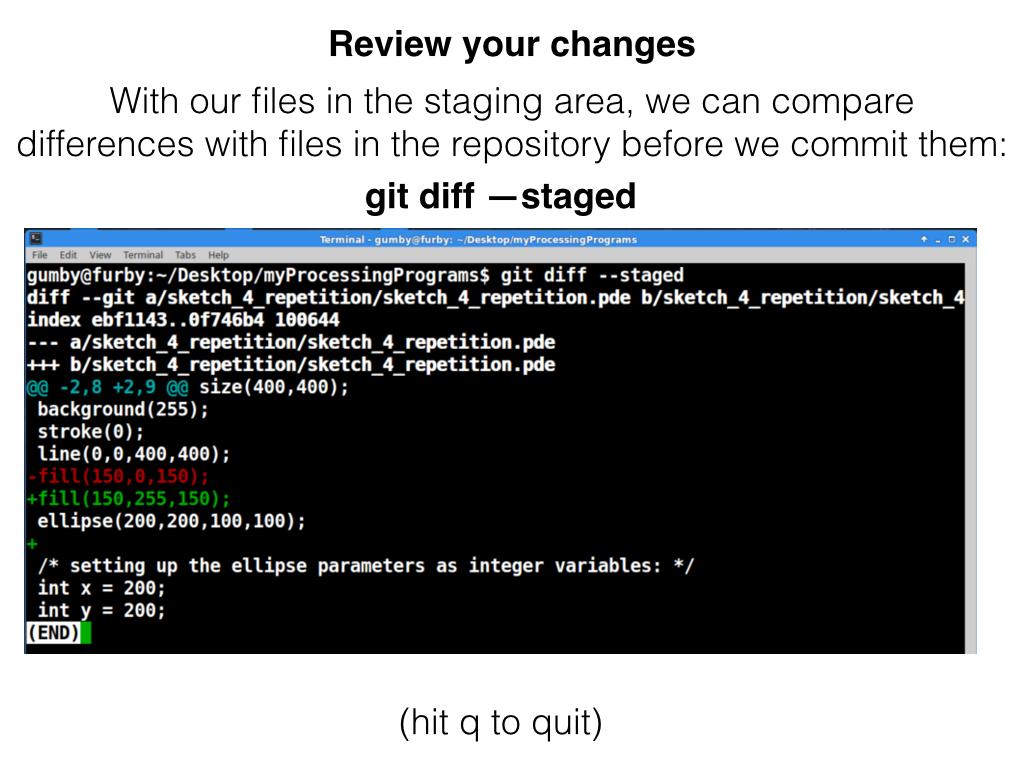 Review your changes
With our files in the staging area, we can compare
differences with files in the repository before we commit them:
git diff —staged
Terminal - gumby@furby: ~/Desktop/myProcessingPrograms
File Edit View Terminal Tabs Help
gumby@furby:~/Desktop/myProcessingPrograms$ git diff --staged
diff --git a/sketch_4_repetition/sketch_4_repetition.pde b/sketch_4_repetition/sketch_4
index ebf1143..0f746b4 100644
--- a/sketch_4_repetition/sketch_4_repetition.pde
+++ b/sketch_4_repetition/sketch_4_repetition.pde
@@ -2,8 +2,9 @@ size(400,400);
 background(255);
 stroke(0);
 line(0,0,400,400);
-fill(150,0,150);
+fill(150,255,150);
 ellipse(200,200,100,100);
+
 /* setting up the ellipse parameters as integer variables: */
 int x = 200;
 int y = 200;
(END)
(hit q to quit)